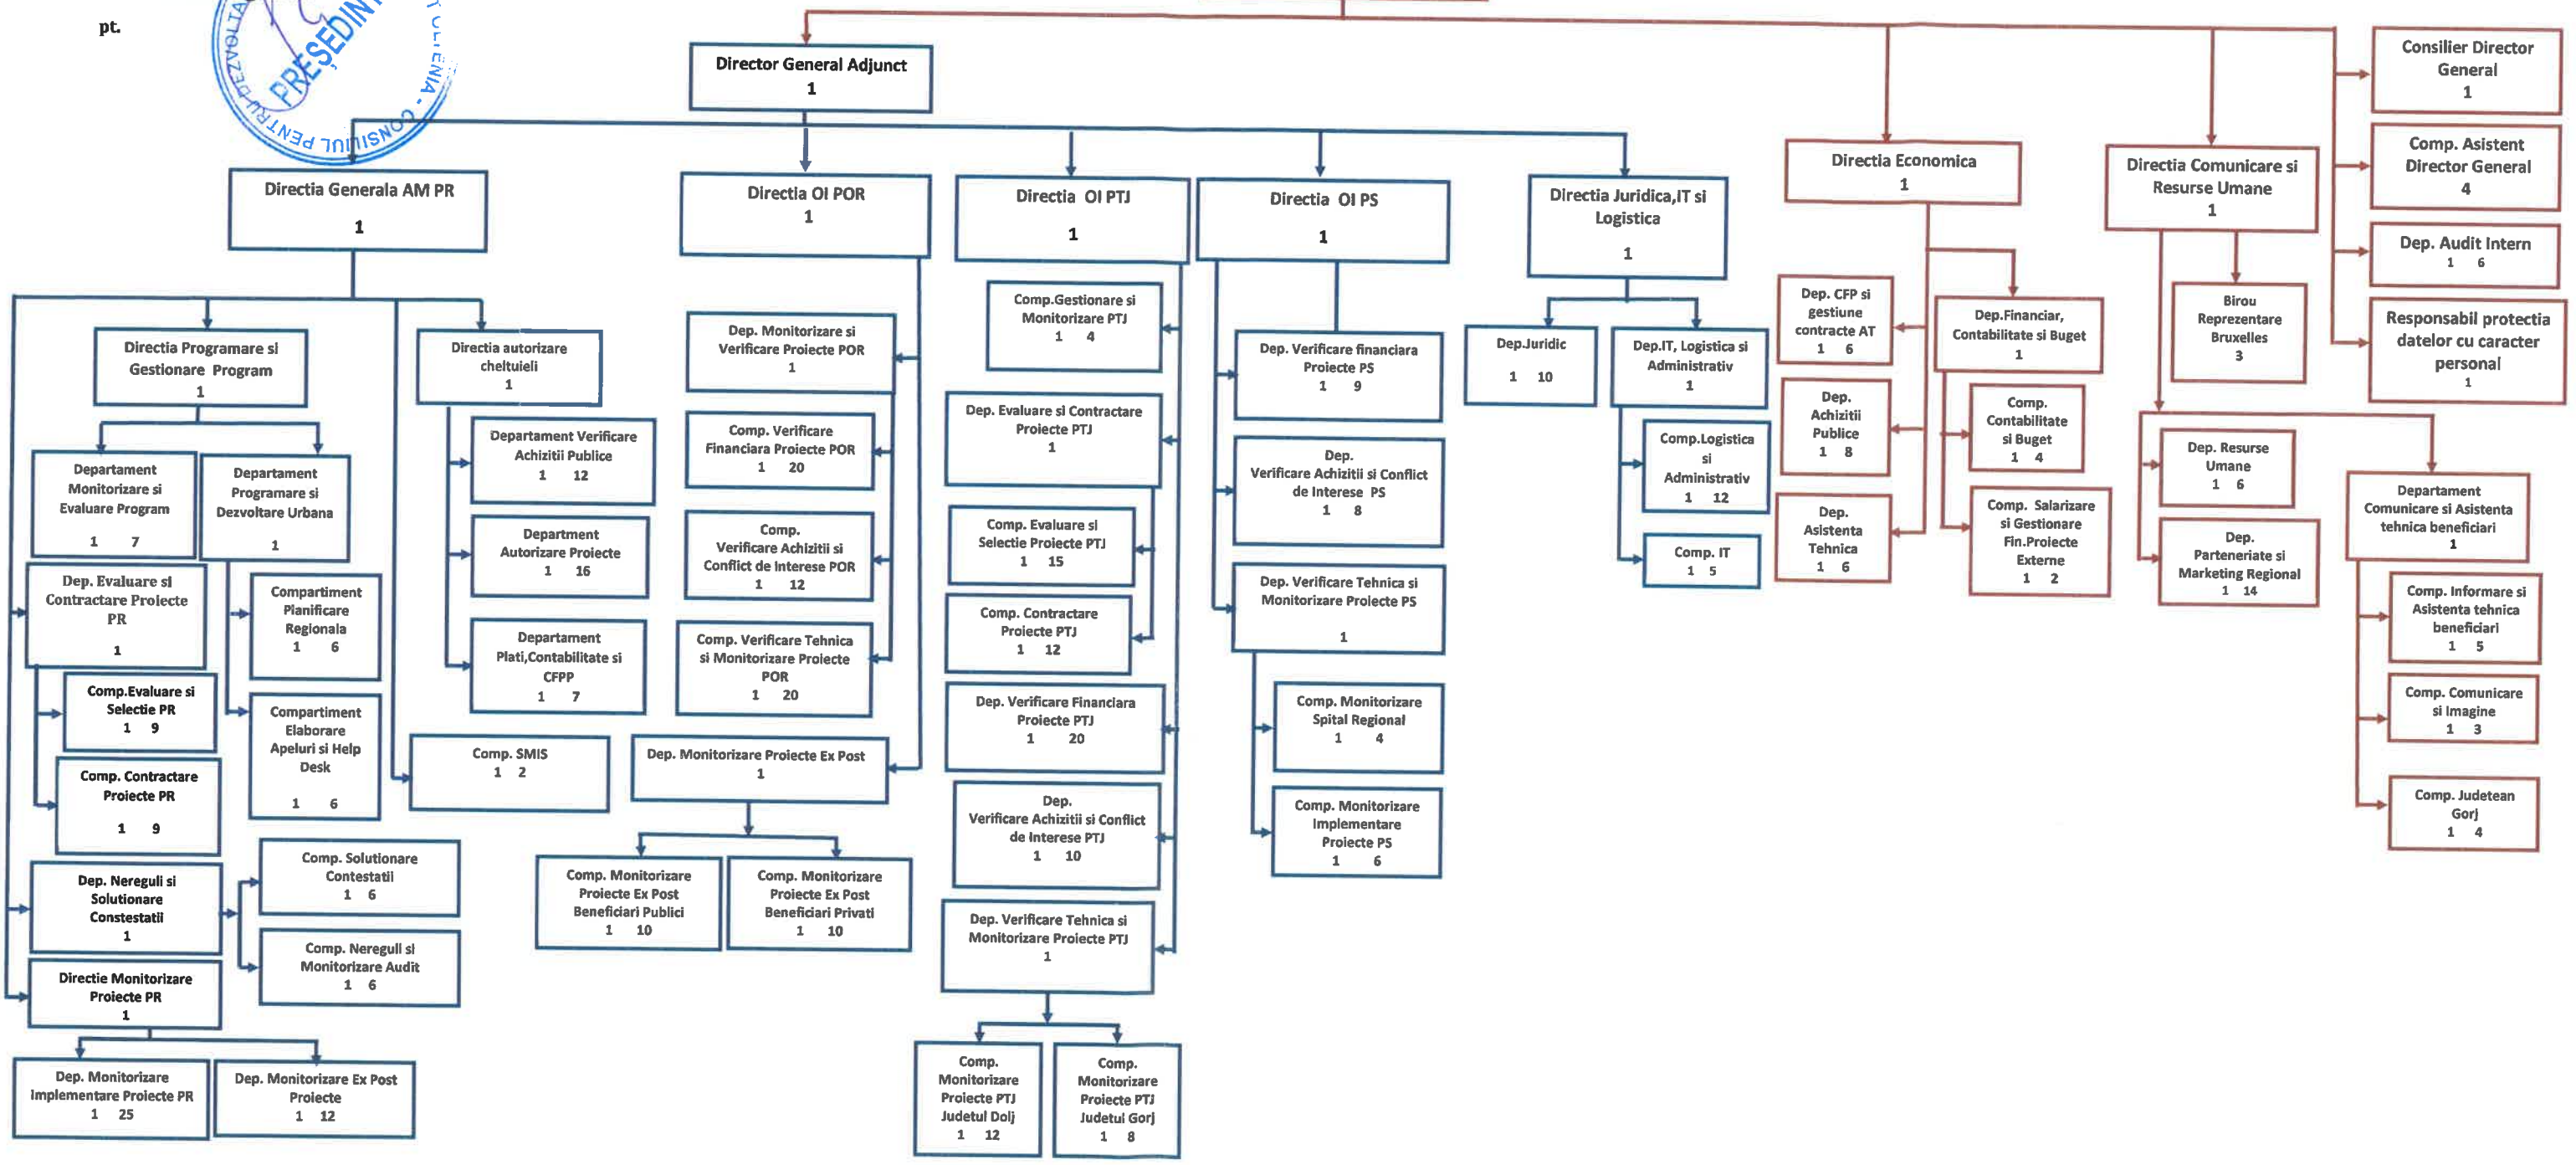 pt.
PREȘEDINT
CONSILIUL PENTRU DEZVOLTA
Director General Adjunct
1
Consilier Director
General
1
Comp. Asistent
Director General
4
Dep. Audit Intern
1 6
Responsabil protectia
datelor cu caracter
personal
1
Directia Generala AM PR
1
Directia OI POR
1
Directia OI PTJ
1
Directia OI PS
1
Directia Juridica,IT si
Logistica
1
Directia Economica
1
Directia Comunicare si
Resurse Umane
1
Directia Programare si
Gestionare Program
1
Directia autorizare
cheltuieli
1
Departament
Monitorizare si
Evaluare Program
1 7
Departament
Programare si
Dezvoltare Urbana
1
Dep. Evaluare si
Contractare Proiecte
PR
1
Comp.Evaluare si
Selectie PR
1 9
Comp. Contractare
Proiecte PR
1 9
Compartiment
Planificare
Regionala
1 6
Compartiment
Elaborare
Apeluri si Help
Desk
1 6
Dep. Nereguli si
Solutionare
Constestatii
1
Comp. Solutionare
Contestatii
1 6
Comp. Nereguli si
Monitorizare Audit
1 6
Directie Monitorizare
Proiecte PR
1
Dep. Monitorizare
Implementare Proiecte PR
1 25
Dep. Monitorizare Ex Post
Proiecte
1 12
Departament Verificare
Achizitii Publice
1 12
Department
Autorizare Proiecte
1 16
Departament
Plati,Contabilitate si
CFPP
1 7
Comp. SMIS
1 2
Dep. Monitorizare si
Verificare Proiecte POR
1
Comp. Verificare
Financiara Proiecte POR
1 20
Comp.
Verificare Achizitii si
Conflict de Interese POR
1 12
Comp. Verificare Tehnica
si Monitorizare Proiecte
POR
1 20
Dep. Monitorizare Proiecte Ex Post
1
Comp. Monitorizare
Proiecte Ex Post
Beneficiari Publici
1 10
Comp. Monitorizare
Proiecte Ex Post
Beneficiari Privati
1 10
Comp.Gestionare si
Monitorizare PTJ
1 4
Dep. Evaluare si Contractare
Proiecte PTJ
1
Comp. Evaluare si
Selectie Proiecte PTJ
1 15
Comp. Contractare
Proiecte PTJ
1 12
Dep. Verificare Financiara
Proiecte PTJ
1 20
Dep.
Verificare Achizitii si Conflict
de Interese PTJ
1 10
Dep. Verificare Tehnica si
Monitorizare Proiecte PTJ
1
Comp.
Monitorizare
Proiecte PTJ
Judetul Dolj
1 12
Comp.
Monitorizare
Proiecte PTJ
Judetul Gorj
1 8
Dep. Verificare financiara
Proiecte PS
1 9
Dep.
Verificare Achizitii si Conflict
de Interese PS
1 8
Dep. Verificare Tehnica si
Monitorizare Proiecte PS
1
Comp. Monitorizare
Spital Regional
1 4
Comp. Monitorizare
Implementare
Proiecte PS
1 6
Dep.Juridic
1 10
Dep.IT, Logistica si
Administrativ
1
Comp.Logistica
si
Administrativ
1 12
Comp. IT
1 5
Dep. CFP si
gestiune
contracte AT
1 6
Dep.
Achizitii
Publice
1 8
Dep.
Asistenta
Tehnica
1 6
Dep.Financiar,
Contabilitate si Buget
1
Comp.
Contabilitate
si Buget
1 4
Comp. Salarizare
si Gestionare
Fin.Proiecte
Externe
1 2
Birou
Reprezentare
Bruxelles
3
Dep. Resurse
Umane
1 6
Dep.
Parteneriate si
Marketing Regional
1 14
Departament
Comunicare si Asistenta
tehnica beneficiari
1
Comp. Informare si
Asistenta tehnica
beneficiari
1 5
Comp. Comunicare
si Imagine
1 3
Comp. Judetean
Gorj
1 4